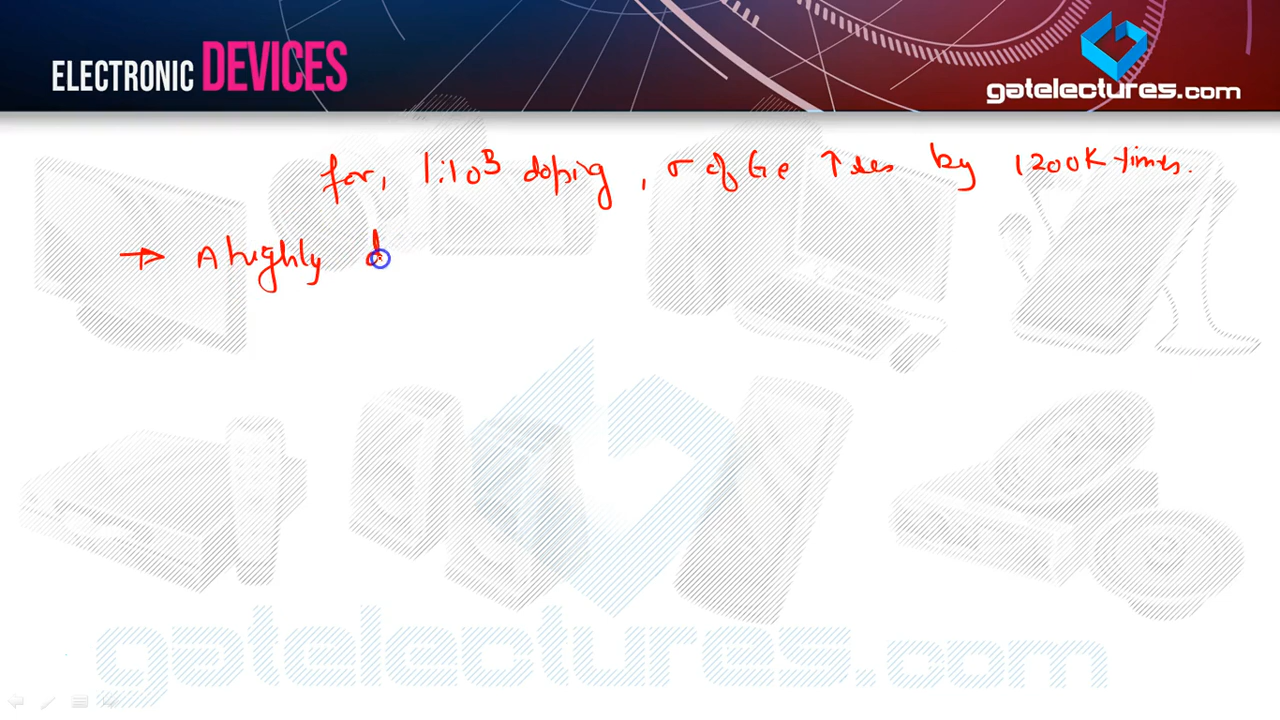 ELECTRONIC DEVICES
gatelectures.com
for, 1:10³ doping, σ of Ge ↑ses by 1200K times.
→ A highly d
gatelectures.com